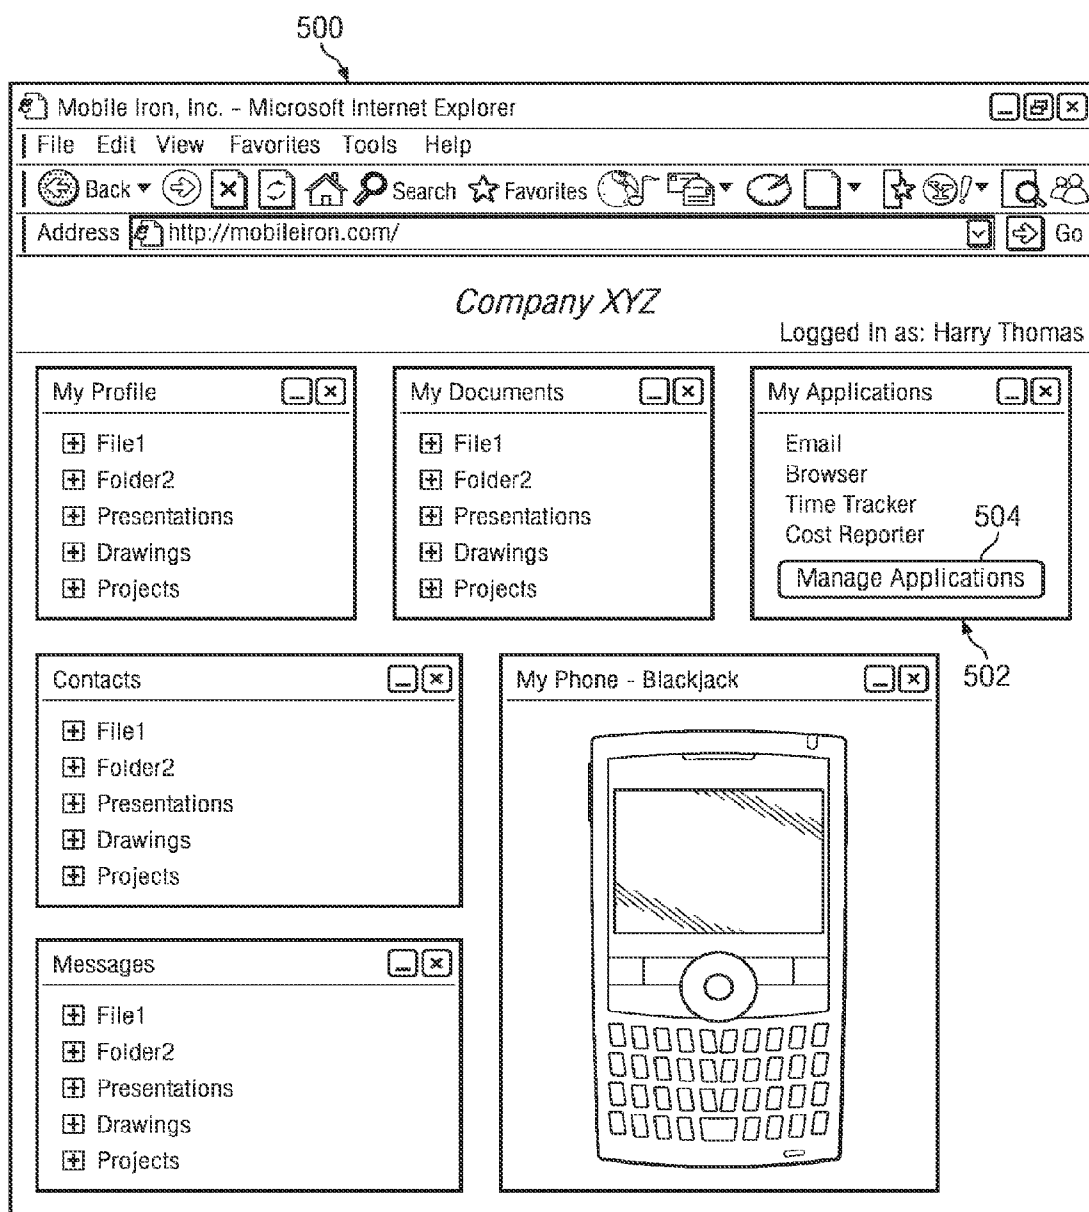 500
Mobile Iron, Inc. - Microsoft Internet Explorer
File Edit View Favorites Tools Help
Back Search Favorites
Address http://mobileiron.com/ Go
Company XYZ
Logged In as: Harry Thomas
My Profile
File1
Folder2
Presentations
Drawings
Projects
My Documents
File1
Folder2
Presentations
Drawings
Projects
My Applications
Email
Browser
Time Tracker
Cost Reporter
504
Manage Applications
502
Contacts
File1
Folder2
Presentations
Drawings
Projects
My Phone - Blackjack
Messages
File1
Folder2
Presentations
Drawings
Projects